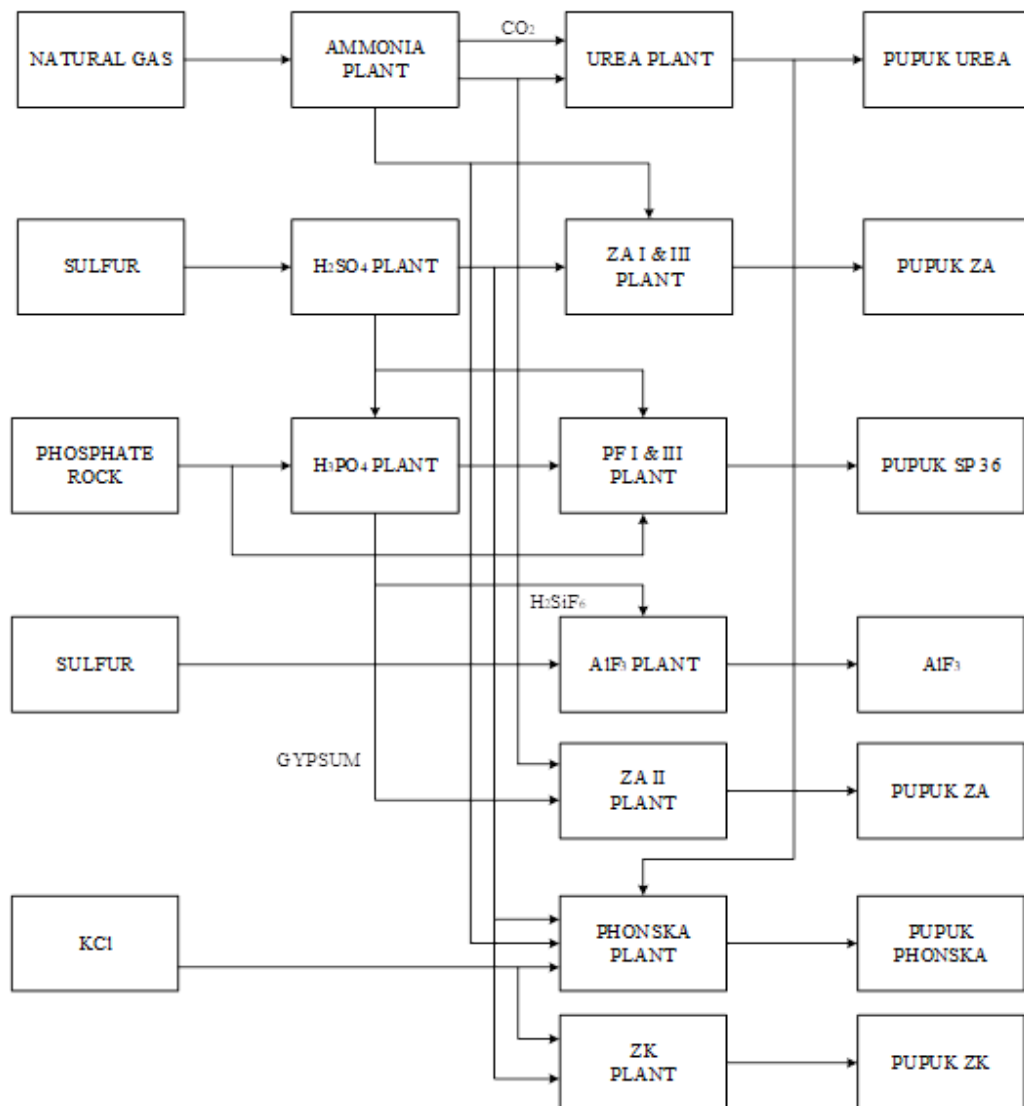 CO₂
NATURAL GAS
AMMONIA
PLANT
UREA PLANT
PUPUK UREA
SULFUR
H₂SO₄ PLANT
ZA I & III
PLANT
PUPUK ZA
PHOSPHATE
ROCK
H₃PO₄ PLANT
PF I & III
PLANT
PUPUK SP 36
H₂SiF₆
SULFUR
AlF₃ PLANT
AlF₃
GYPSUM
ZA II
PLANT
PUPUK ZA
KCl
PHONSKA
PLANT
PUPUK
PHONSKA
ZK
PLANT
PUPUK ZK